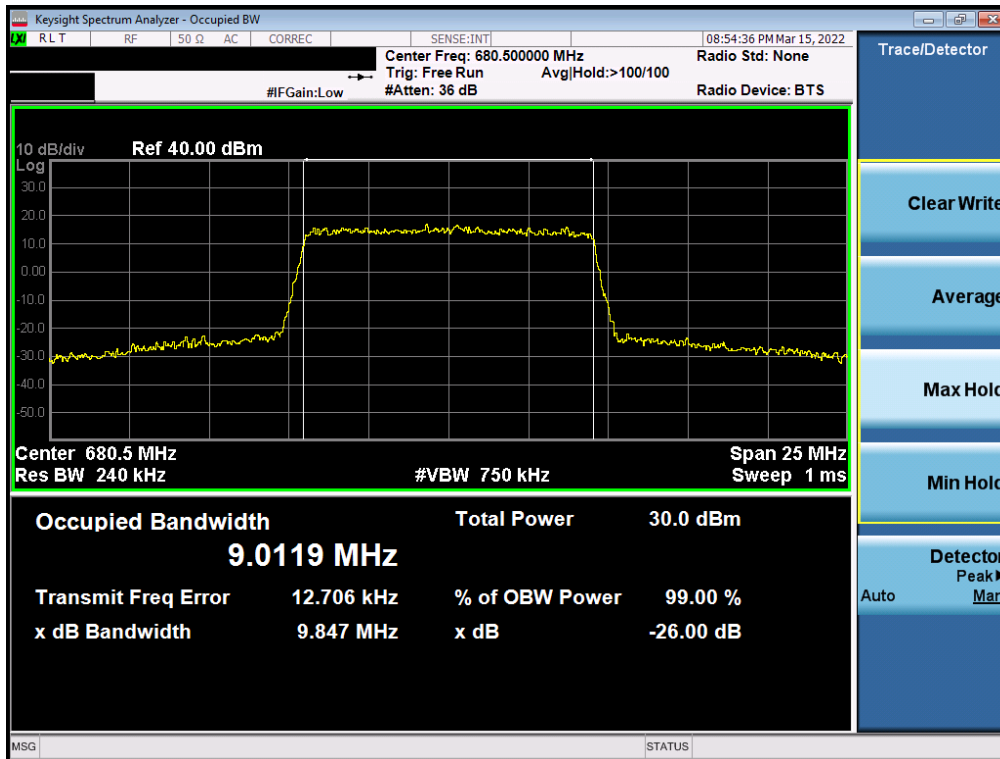 Keysight Spectrum Analyzer - Occupied BW
LXI RLT RF 50 Ω AC CORREC SENSE:INT 08:54:36 PM Mar 15, 2022
Center Freq: 680.500000 MHz Radio Std: None
Trig: Free Run Avg|Hold:>100/100
#IFGain:Low #Atten: 36 dB Radio Device: BTS
10 dB/div Ref 40.00 dBm
Log
30.0
20.0
10.0
0.00
-10.0
-20.0
-30.0
-40.0
-50.0
Center 680.5 MHz Span 25 MHz
Res BW 240 kHz #VBW 750 kHz Sweep 1 ms
Occupied Bandwidth Total Power 30.0 dBm
9.0119 MHz
Transmit Freq Error 12.706 kHz % of OBW Power 99.00 %
x dB Bandwidth 9.847 MHz x dB -26.00 dB
Trace/Detector
Clear Write
Average
Max Hold
Min Hold
Detector
Peak
Auto Man
MSG STATUS